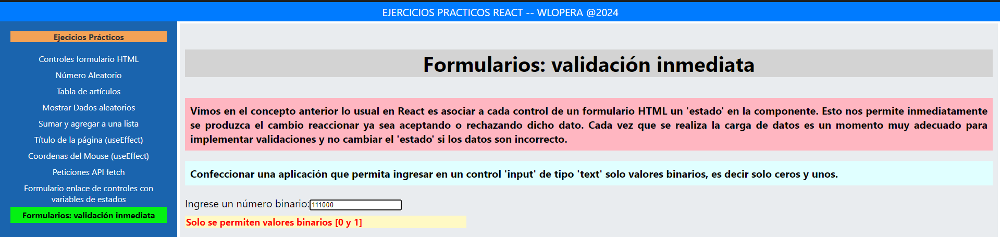 EJERCICIOS PRACTICOS REACT -- WLOPERA @2024
Ejecicios Prácticos
Controles formulario HTML
Número Aleatorio
Tabla de artículos
Mostrar Dados aleatorios
Sumar y agregar a una lista
Título de la página (useEffect)
Coordenas del Mouse (useEffect)
Peticiones API fetch
Formulario enlace de controles con
variables de estados
Formularios: validación inmediata
Formularios: validación inmediata
Vimos en el concepto anterior lo usual en React es asociar a cada control de un formulario HTML un 'estado' en la componente. Esto nos permite inmediatamente
se produzca el cambio reaccionar ya sea aceptando o rechazando dicho dato. Cada vez que se realiza la carga de datos es un momento muy adecuado para
implementar validaciones y no cambiar el 'estado' si los datos son incorrecto.
Confeccionar una aplicación que permita ingresar en un control 'input' de tipo 'text' solo valores binarios, es decir solo ceros y unos.
Ingrese un número binario: 111000
Solo se permiten valores binarios [0 y 1]